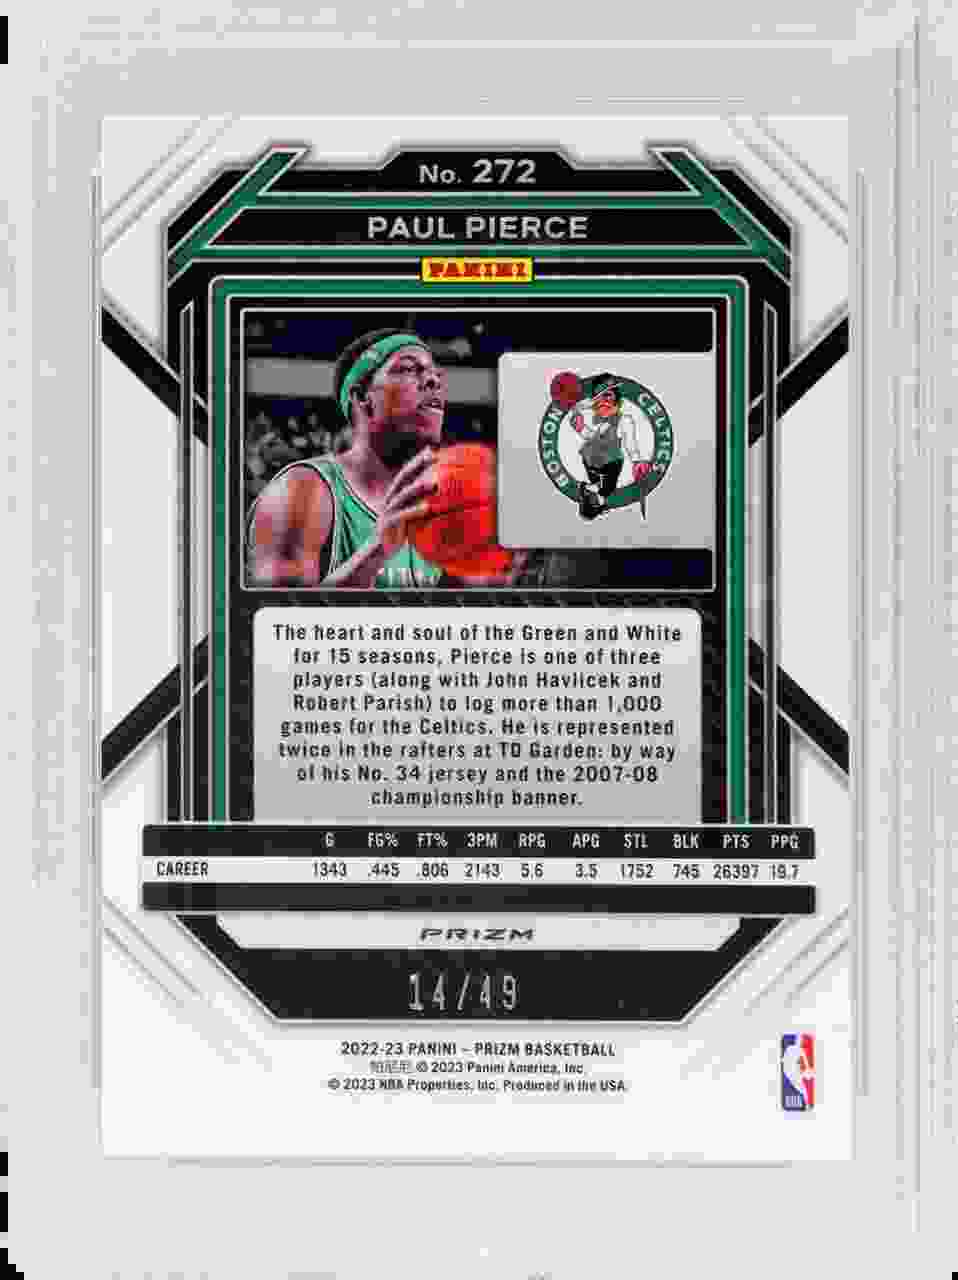 No. 272
PAUL PIERCE
PANINI
BOSTON CELTICS
The heart and soul of the Green and White
for 15 seasons, Pierce is one of three
players (along with John Havlicek and
Robert Parish) to log more than 1,000
games for the Celtics. He is represented
twice in the rafters at TD Garden: by way
of his No. 34 jersey and the 2007-08
championship banner.
G FG% FT% 3PM RPG APG STL BLK PTS PPG
CAREER 1343 .445 .806 2143 5.6 3.5 1752 745 26397 19.7
PRIZM
14/49
2022-23 PANINI – PRIZM BASKETBALL
帕尼尼 © 2023 Panini America, Inc.
© 2023 NBA Properties, Inc. Produced in the USA.
NBA